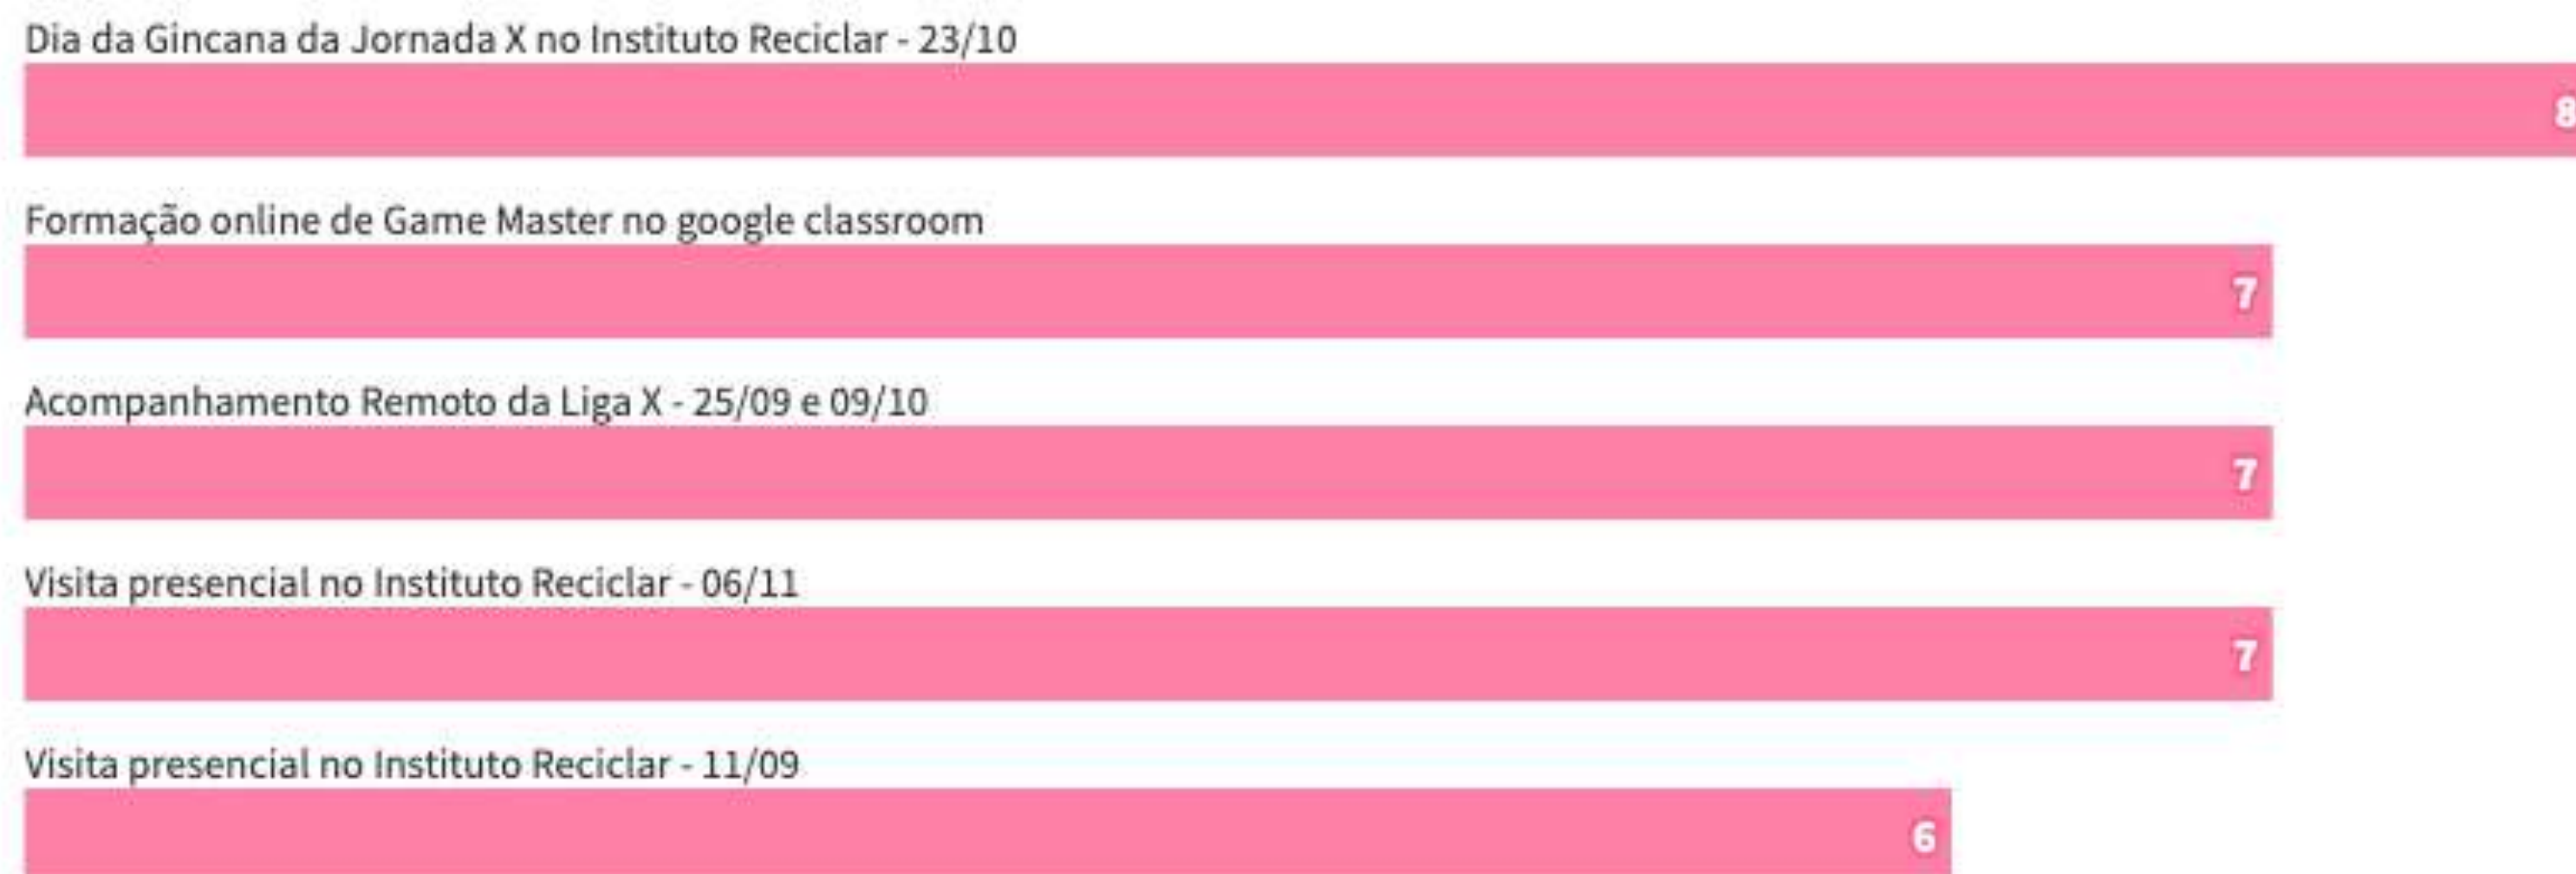 Dia da Gincana da Jornada X no Instituto Reciclar - 23/10
8
Formação online de Game Master no google classroom
7
Acompanhamento Remoto da Liga X - 25/09 e 09/10
7
Visita presencial no Instituto Reciclar - 06/11
7
Visita presencial no Instituto Reciclar - 11/09
6